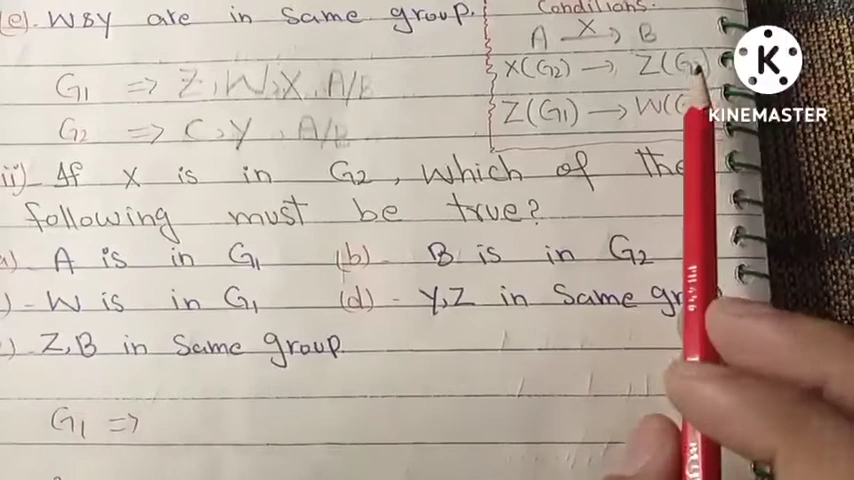 (e). W&Y are in same group.
Conditions.
A X B
G1 => Z, W, X, A/B
X(G2) → Z(G
G2 => C, Y, A/B
Z(G1) → W(G
KINEMASTER
ii)- If X is in G2, which of the
following must be true?
a) A is in G1 (b)- B is in G2
)- W is in G1 (d)- Y,Z in same gr
) Z,B in same group.
G1 =>